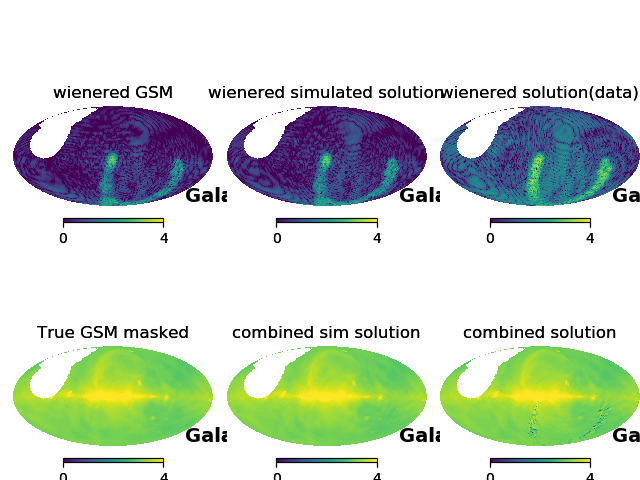 wienered GSM
wienered simulated solution
wienered solution(data)
Gala
Gala
Ga
0 4
0 4
0 4
True GSM masked
combined sim solution
combined solution
Gala
Gala
Ga
0 4
0 4
0 4